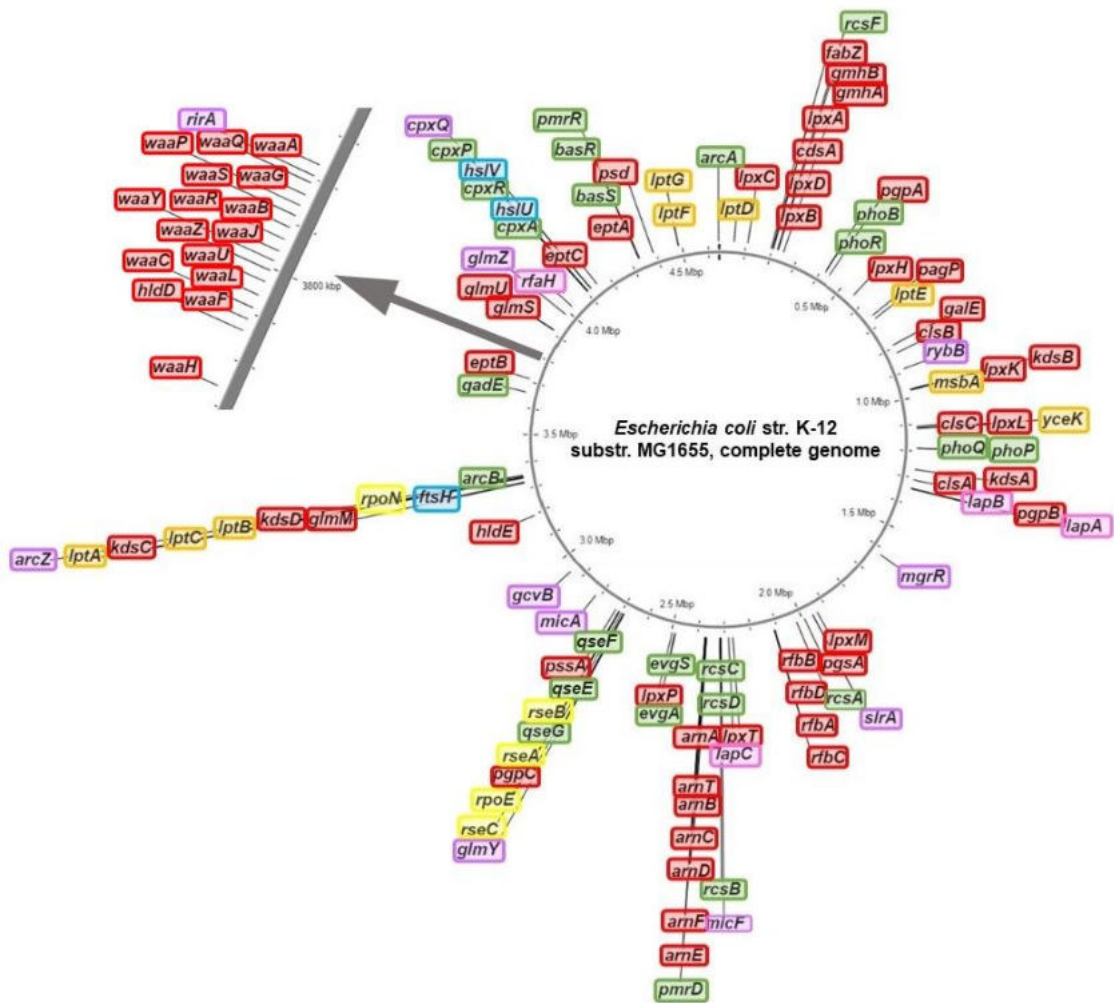 rcsF
fabZ
gmhB
gmhA
lpxA
cdsA
lpxD
lpxB
arcA
lpxC
lptD
lptG
lptF
pmrR
basR
psd
basS
eptA
cpxQ
cpxP
hslV
cpxR
hslU
cpxA
eptC
glmZ
rfaH
glmU
glmS
eptB
gadE
rirA
waaP
waaQ
waaA
waaS
waaG
waaY
waaR
waaB
waaZ
waaJ
waaC
waaU
waaL
hldD
waaF
waaH
3800 kbp
pgpA
phoB
phoR
lpxH
pagP
lptE
galE
clsB
rybB
kdsB
lpxK
msbA
clsC
lpxL
yceK
phoQ
phoP
clsA
kdsA
lapB
pgpB
lapA
mgrR
4.5 Mbp
0.5 Mbp
4.0 Mbp
1.0 Mbp
3.5 Mbp
1.5 Mbp
3.0 Mbp
2.5 Mbp
2.0 Mbp
Escherichia coli str. K-12
substr. MG1655, complete genome
arcB
ftsH
rpoN
glmM
kdsD
lptB
lptC
kdsC
lptA
arcZ
hldE
gcvB
micA
qseF
pssA
qseE
rseB
qseG
rseA
pgpC
rpoE
rseC
glmY
evgS
lpxP
evgA
rcsC
rcsD
arnA
lpxT
lapC
arnT
arnB
arnC
arnD
rcsB
arnF
micF
arnE
pmrD
rfbB
rfbD
rfbA
rfbC
lpxM
pgsA
rcsA
slrA